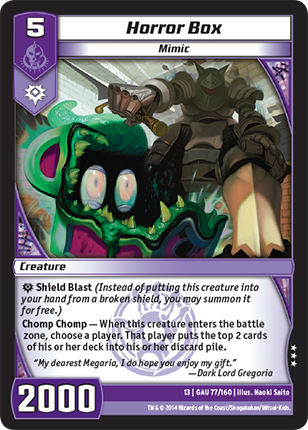 5
Horror Box
Mimic
Creature
Shield Blast (Instead of putting this creature into
your hand from a broken shield, you may summon it
for free.)
Chomp Chomp — When this creature enters the battle
zone, choose a player. That player puts the top 2 cards
of his or her deck into his or her discard pile.
"My dearest Megaria, I do hope you enjoy my gift."
—Dark Lord Gregoria
2000
13 | GAU 77/160 | Illus. Naoki Saito
TM & © 2014 Wizards of the Coast/Shogakukan/Mitsui-Kids.